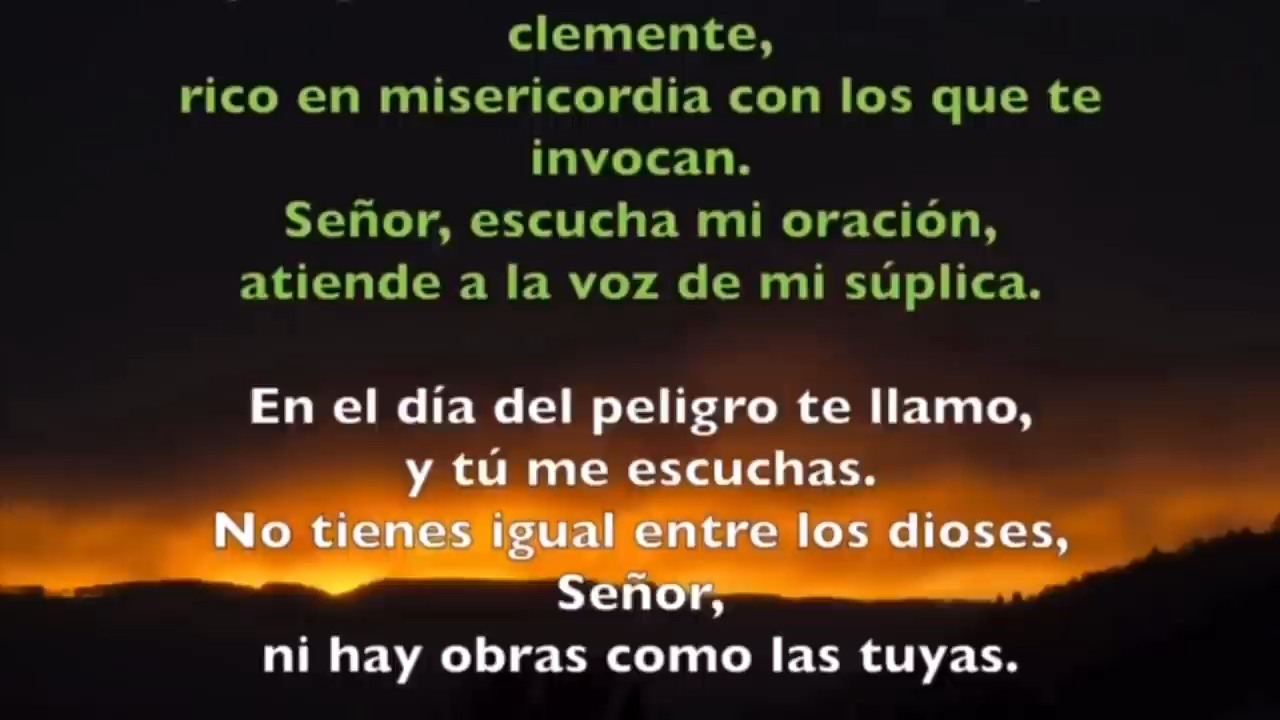 clemente,
rico en misericordia con los que te
invocan.
Señor, escucha mi oración,
atiende a la voz de mi súplica.
En el día del peligro te llamo,
y tú me escuchas.
No tienes igual entre los dioses,
Señor,
ni hay obras como las tuyas.